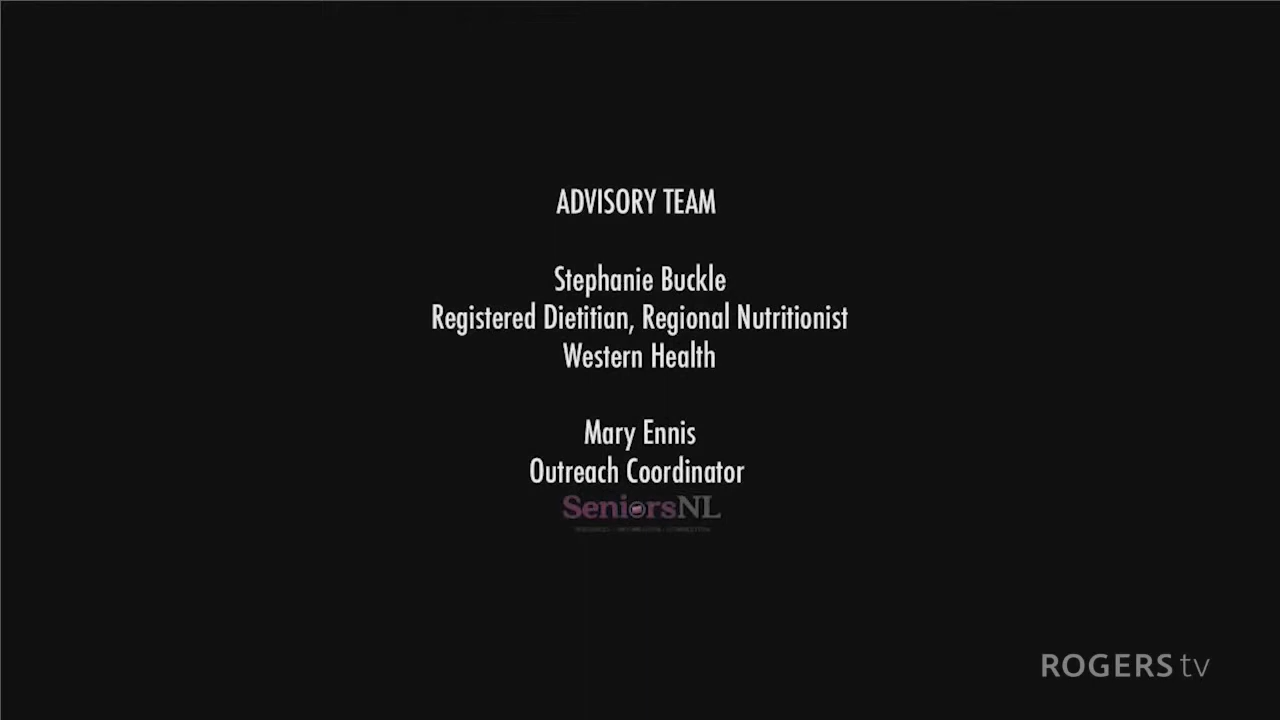 ADVISORY TEAM
Stephanie Buckle
Registered Dietitian, Regional Nutritionist
Western Health
Mary Ennis
Outreach Coordinator
SeniorsNL
ROGERS tv